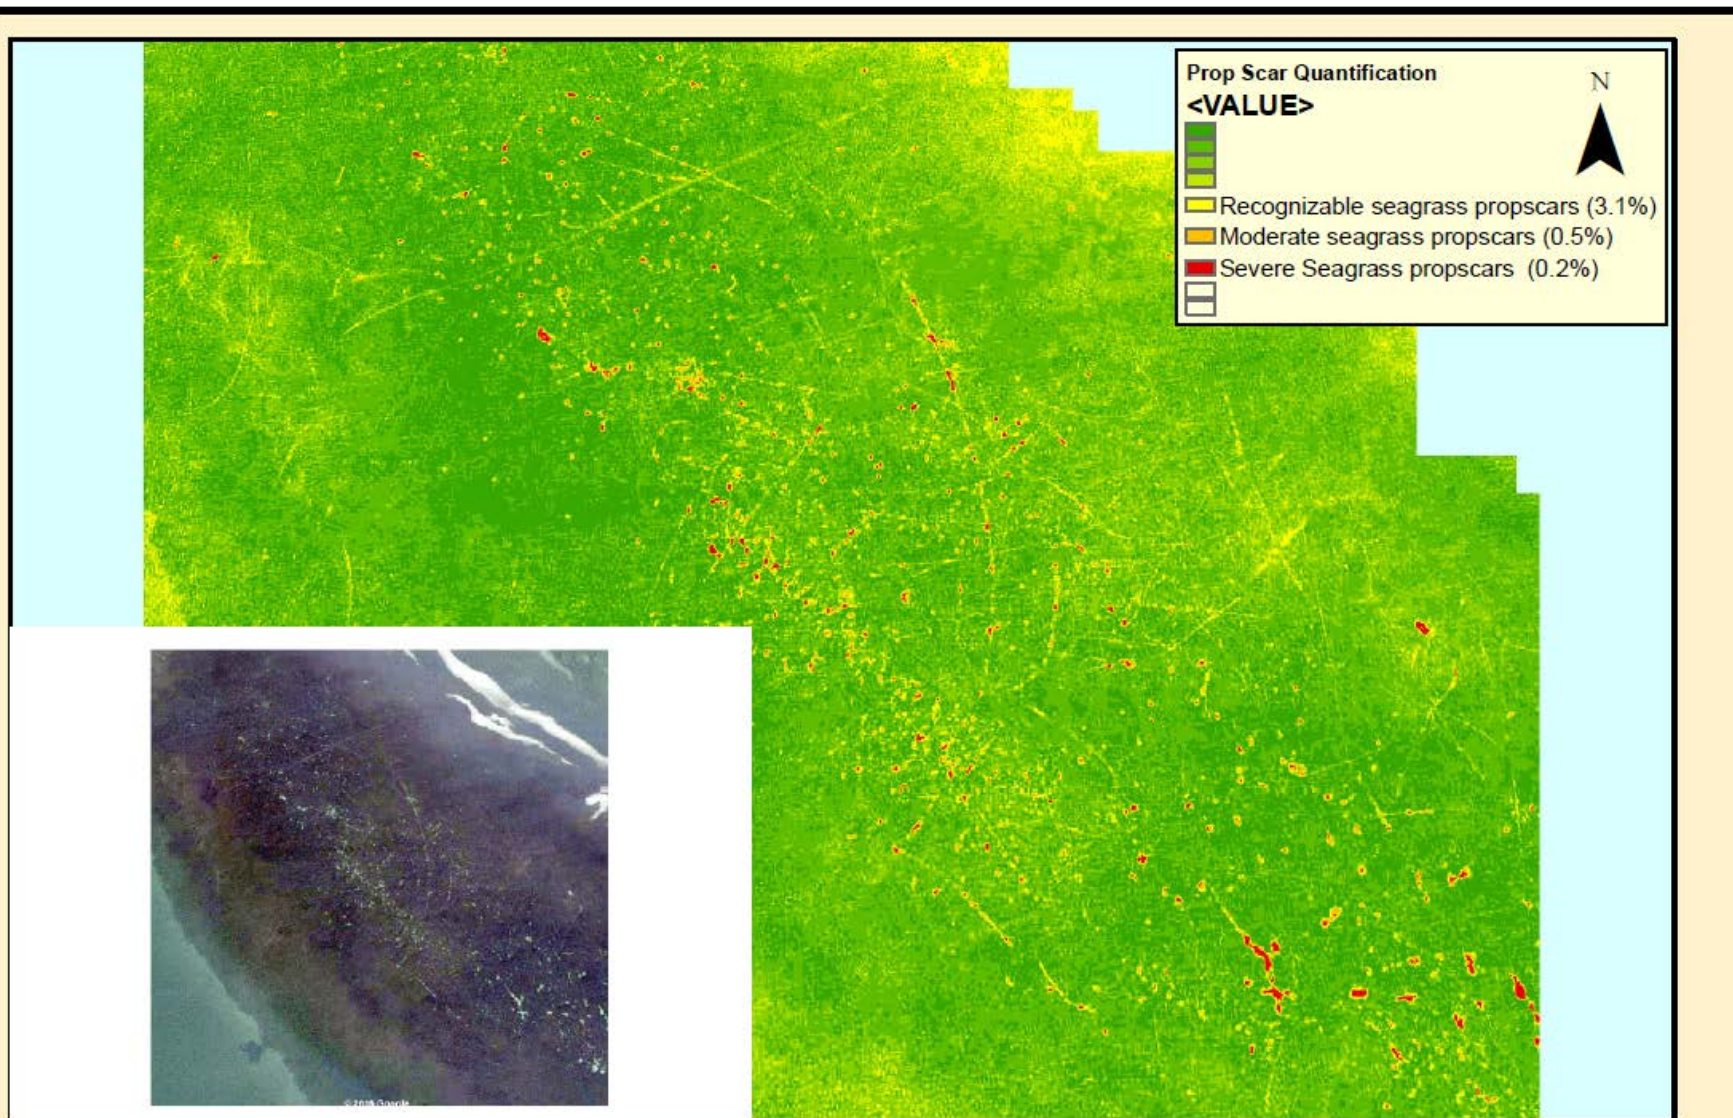 Prop Scar Quantification
N
<VALUE>
Recognizable seagrass propscars (3.1%)
Moderate seagrass propscars (0.5%)
Severe Seagrass propscars (0.2%)